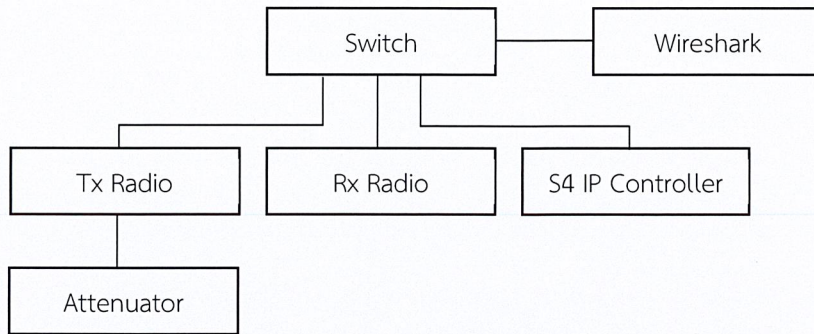 Switch
Wireshark
Tx Radio
Rx Radio
S4 IP Controller
Attenuator